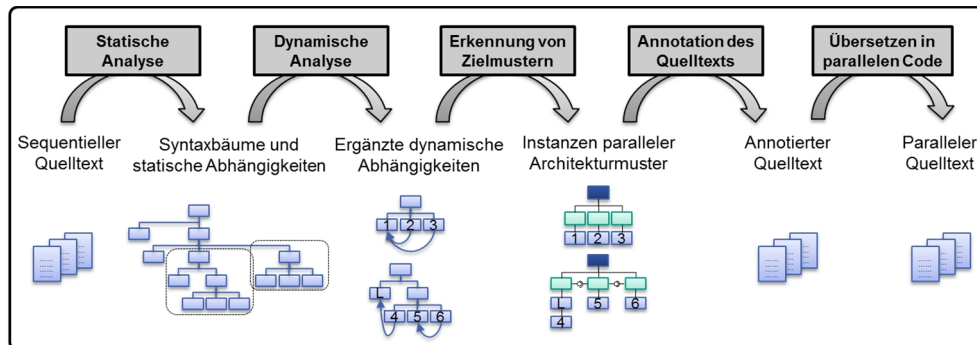 Statische
Analyse
Dynamische
Analyse
Erkennung von
Zielmustern
Annotation des
Quelltexts
Übersetzen in
parallelen Code
Sequentieller
Quelltext
Syntaxbäume und
statische Abhängigkeiten
Ergänzte dynamische
Abhängigkeiten
Instanzen paralleler
Architekturmuster
Annotierter
Quelltext
Paralleler
Quelltext
1 2 3
L
4 5 6
1 2 3
L 5 6
4